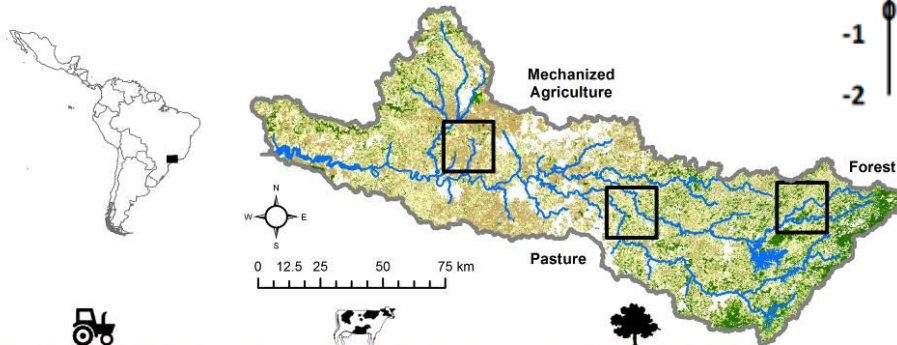 -1
-2
Mechanized
Agriculture
Forest
Pasture
N
W E
S
0 12.5 25 50 75 km